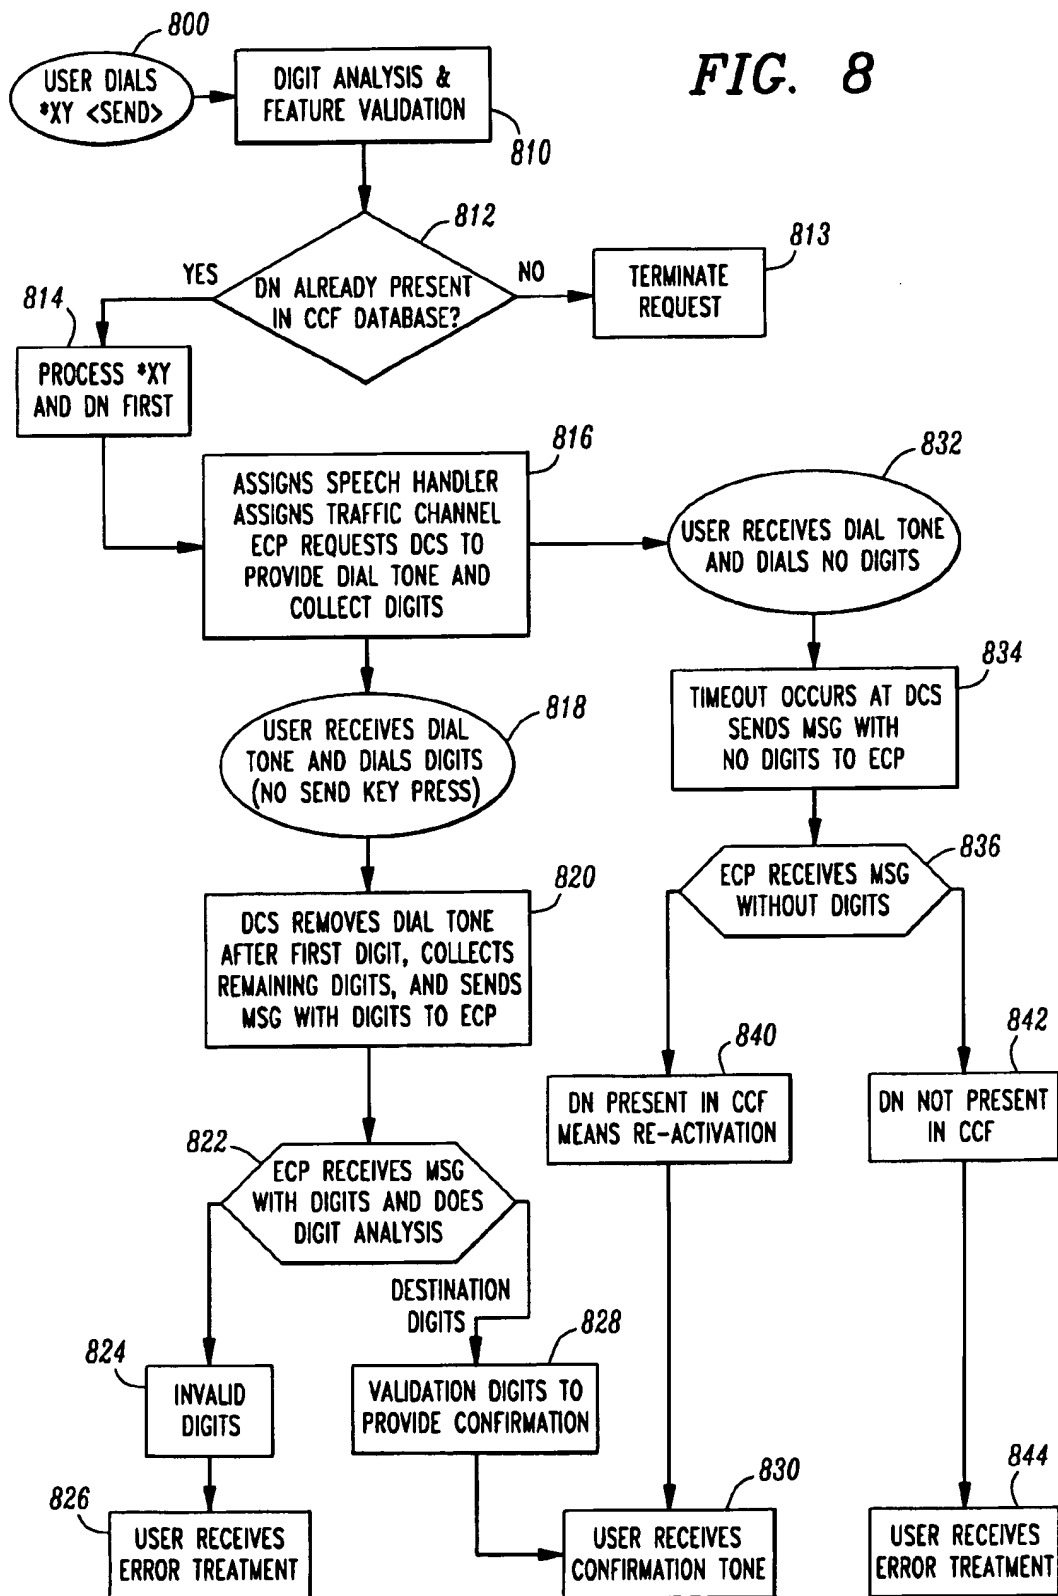 800
USER DIALS
*XY <SEND>
DIGIT ANALYSIS &
FEATURE VALIDATION
810
FIG. 8
812
DN ALREADY PRESENT
IN CCF DATABASE?
YES
NO
813
TERMINATE
REQUEST
814
PROCESS *XY
AND DN FIRST
816
ASSIGNS SPEECH HANDLER
ASSIGNS TRAFFIC CHANNEL
ECP REQUESTS DCS TO
PROVIDE DIAL TONE AND
COLLECT DIGITS
832
USER RECEIVES DIAL TONE
AND DIALS NO DIGITS
818
USER RECEIVES DIAL
TONE AND DIALS DIGITS
(NO SEND KEY PRESS)
834
TIMEOUT OCCURS AT DCS
SENDS MSG WITH
NO DIGITS TO ECP
820
DCS REMOVES DIAL TONE
AFTER FIRST DIGIT, COLLECTS
REMAINING DIGITS, AND SENDS
MSG WITH DIGITS TO ECP
836
ECP RECEIVES MSG
WITHOUT DIGITS
840
DN PRESENT IN CCF
MEANS RE-ACTIVATION
842
DN NOT PRESENT
IN CCF
822
ECP RECEIVES MSG
WITH DIGITS AND DOES
DIGIT ANALYSIS
DESTINATION
DIGITS
824
INVALID
DIGITS
828
VALIDATION DIGITS TO
PROVIDE CONFIRMATION
826
USER RECEIVES
ERROR TREATMENT
830
USER RECEIVES
CONFIRMATION TONE
844
USER RECEIVES
ERROR TREATMENT